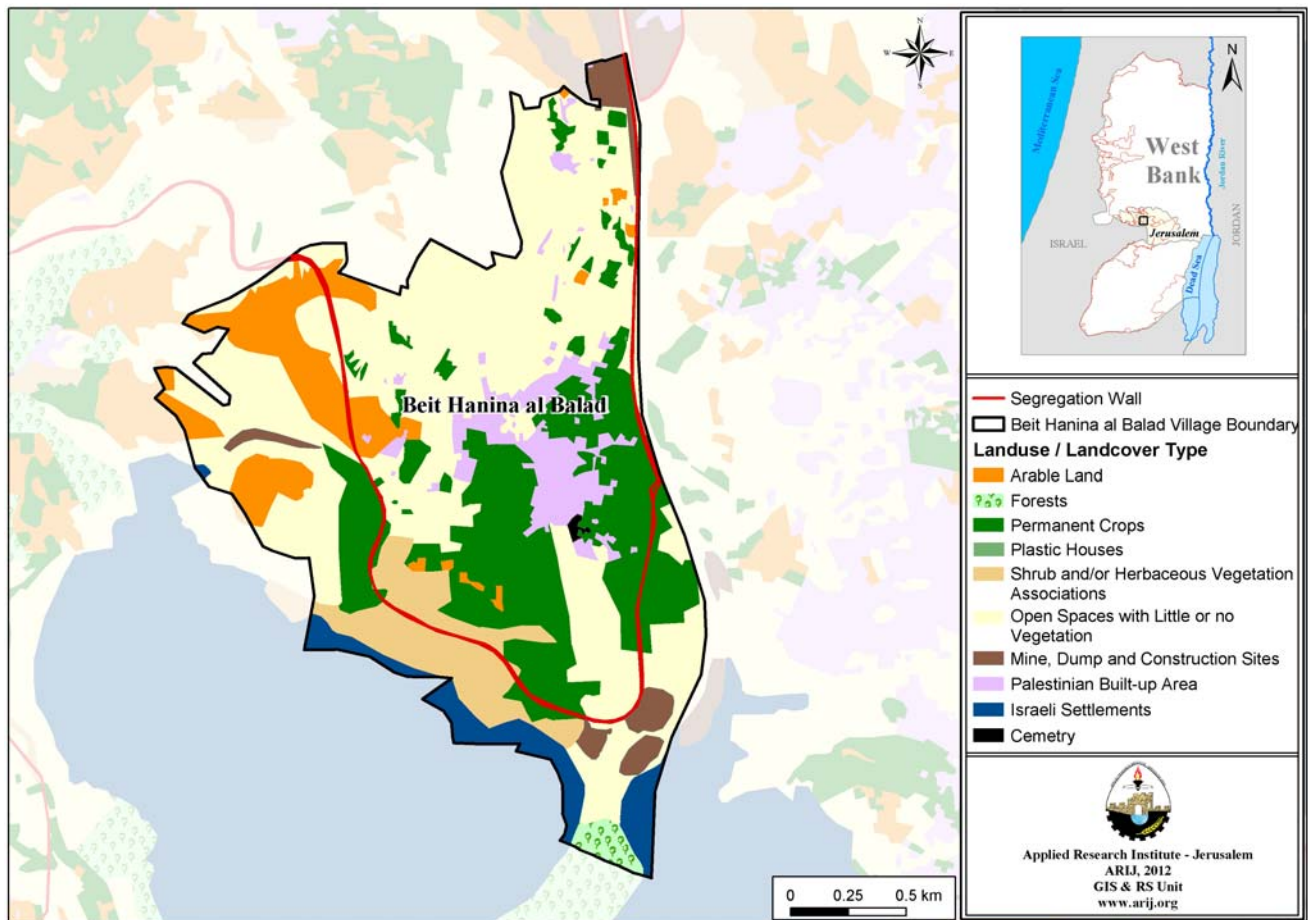 N
W E
S
Beit Hanina al Balad
0 0.25 0.5 km
N
Mediterranean Sea
West
Bank
Jordan River
Jerusalem
ISRAEL
JORDAN
Dead Sea
Segregation Wall
Beit Hanina al Balad Village Boundary
Landuse / Landcover Type
Arable Land
Forests
Permanent Crops
Plastic Houses
Shrub and/or Herbaceous Vegetation
Associations
Open Spaces with Little or no
Vegetation
Mine, Dump and Construction Sites
Palestinian Built-up Area
Israeli Settlements
Cemetry
Applied Research Institute - Jerusalem
ARIJ, 2012
GIS & RS Unit
www.arij.org